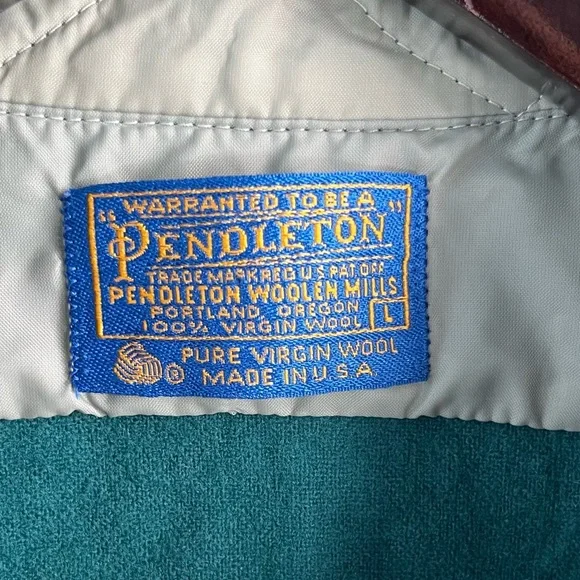 WARRANTED TO BE A
"PENDLETON"
TRADE MARK REG U.S. PAT. OFF.
PENDLETON WOOLEN MILLS
PORTLAND, OREGON
100% VIRGIN WOOL L
PURE VIRGIN WOOL
® MADE IN U S A